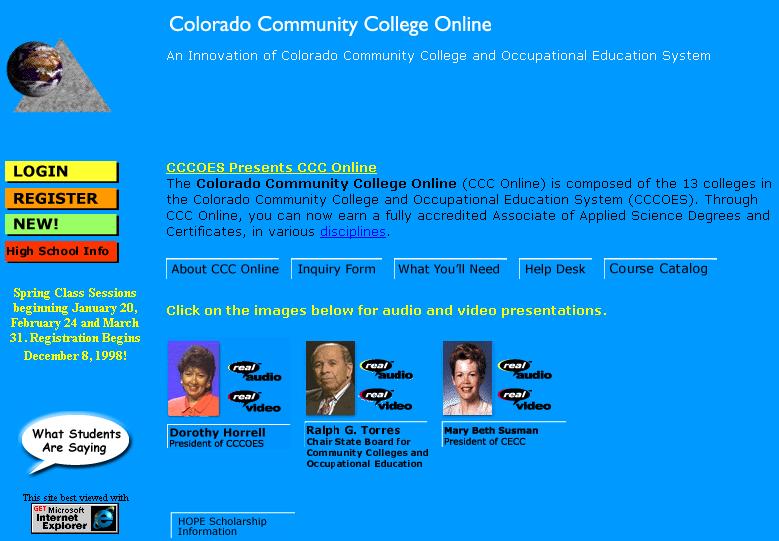 Colorado Community College Online
An Innovation of Colorado Community College and Occupational Education System
LOGIN
REGISTER
NEW!
High School Info
Spring Class Sessions
beginning January 20,
February 24 and March
31. Registration Begins
December 8, 1998!
What Students
Are Saying
This site best viewed with
GET Microsoft
Internet
Explorer
CCCOES Presents CCC Online
The Colorado Community College Online (CCC Online) is composed of the 13 colleges in
the Colorado Community College and Occupational Education System (CCCOES). Through
CCC Online, you can now earn a fully accredited Associate of Applied Science Degrees and
Certificates, in various disciplines.
About CCC Online
Inquiry Form
What You'll Need
Help Desk
Course Catalog
Click on the images below for audio and video presentations.
real audio
real video
Dorothy Horrell
President of CCCOES
real audio
real video
Ralph G. Torres
Chair State Board for
Community Colleges and
Occupational Education
real audio
real video
Mary Beth Susman
President of CECC
HOPE Scholarship
Information